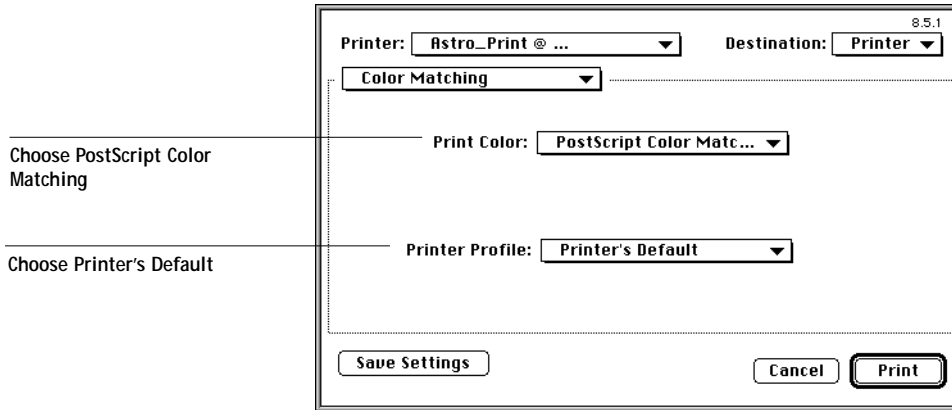 8.5.1
Printer: Astro_Print @ ... Destination: Printer
Color Matching
Choose PostScript Color
Matching
Print Color: PostScript Color Matc...
Choose Printer's Default
Printer Profile: Printer's Default
Save Settings Cancel Print